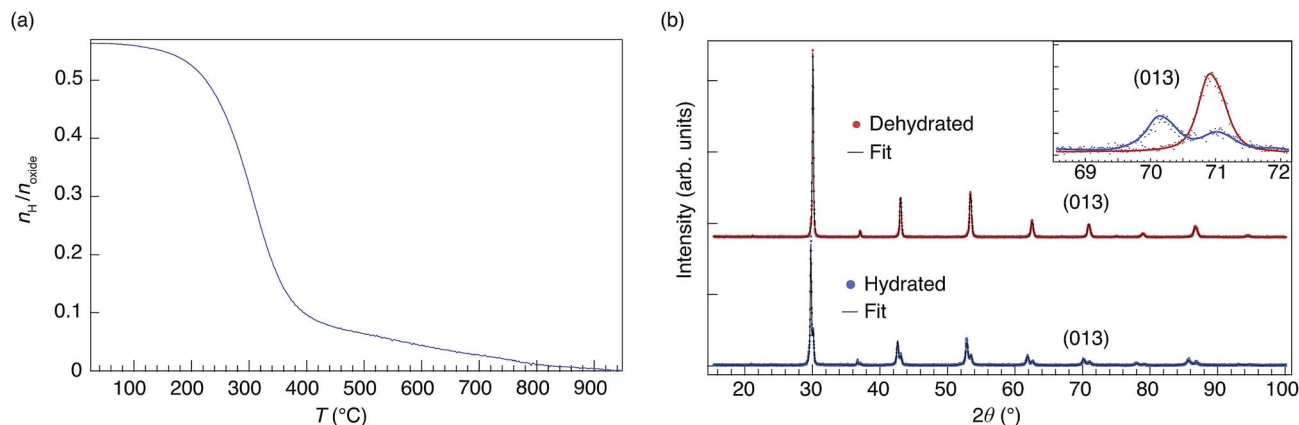 (a)
0.5
0.4
0.3
0.2
0.1
0
n_H/n_oxide
100 200 300 400 500 600 700 800 900
T (°C)
(b)
Intensity (arb. units)
Dehydrated
Fit
(013)
Hydrated
Fit
(013)
(013)
69 70 71 72
20 30 40 50 60 70 80 90 100
2θ (°)